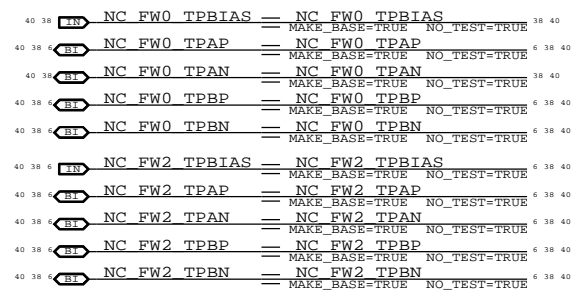 40 38 IN NC_FW0_TPBIAS NC_FW0_TPBIAS 38 40
MAKE_BASE=TRUE NO_TEST=TRUE
40 38 6 BI NC_FW0_TPAP NC_FW0_TPAP 6 38 40
MAKE_BASE=TRUE NO_TEST=TRUE
40 38 BI NC_FW0_TPAN NC_FW0_TPAN 38 40
MAKE_BASE=TRUE NO_TEST=TRUE
40 38 6 BI NC_FW0_TPBP NC_FW0_TPBP 6 38 40
MAKE_BASE=TRUE NO_TEST=TRUE
40 38 6 BI NC_FW0_TPBN NC_FW0_TPBN 6 38 40
MAKE_BASE=TRUE NO_TEST=TRUE
40 38 6 IN NC_FW2_TPBIAS NC_FW2_TPBIAS 6 38 40
MAKE_BASE=TRUE NO_TEST=TRUE
40 38 6 BI NC_FW2_TPAP NC_FW2_TPAP 6 38 40
MAKE_BASE=TRUE NO_TEST=TRUE
40 38 6 BI NC_FW2_TPAN NC_FW2_TPAN 6 38 40
MAKE_BASE=TRUE NO_TEST=TRUE
40 38 6 BI NC_FW2_TPBP NC_FW2_TPBP 6 38 40
MAKE_BASE=TRUE NO_TEST=TRUE
40 38 6 BI NC_FW2_TPBN NC_FW2_TPBN 6 38 40
MAKE_BASE=TRUE NO_TEST=TRUE